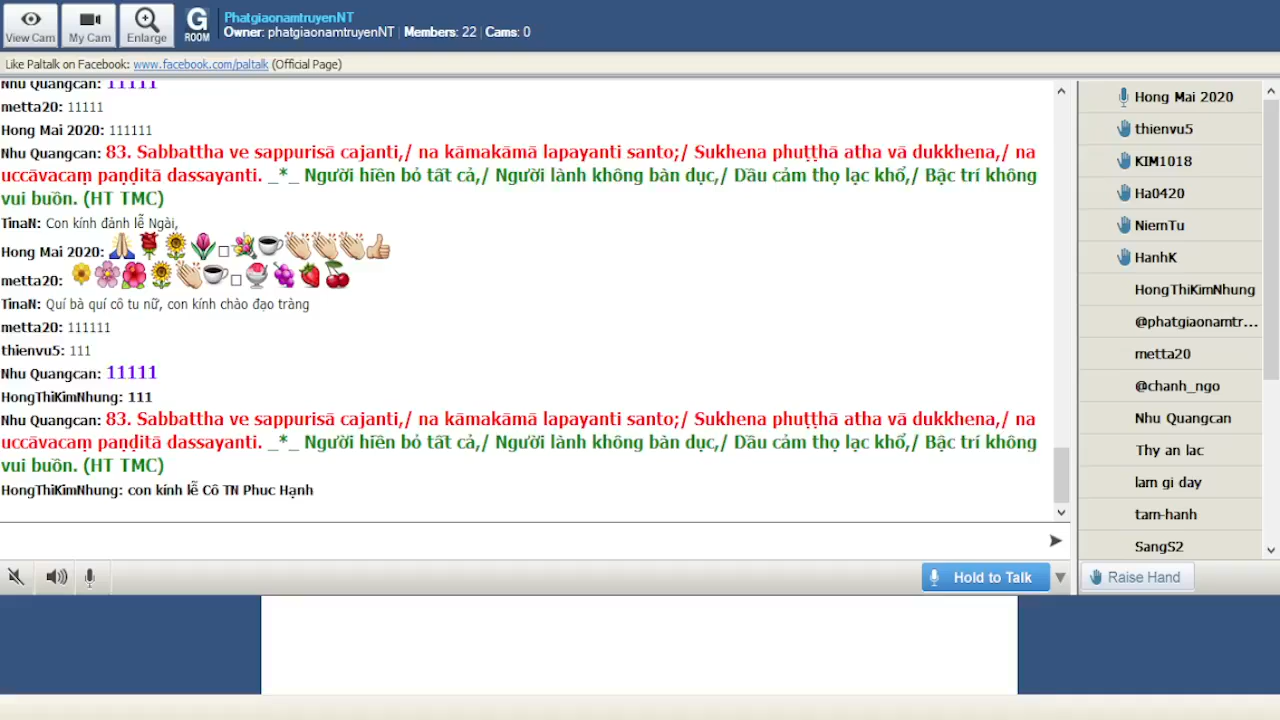 View Cam
My Cam
Enlarge
G
ROOM
PhatgiaonamtruyenNT
Owner: phatgiaonamtruyenNT | Members: 22 | Cams: 0
Like Paltalk on Facebook: www.facebook.com/paltalk (Official Page)
Nhu Quangcan: 11111
metta20: 11111
Hong Mai 2020: 111111
Nhu Quangcan: 83. Sabbattha ve sappurisā cajanti,/ na kāmakāmā lapayanti santo;/ Sukhena phuṭṭhā atha vā dukkhena,/ na
uccāvacaṃ paṇḍitā dassayanti. _*_ Người hiền bỏ tất cả,/ Người lành không bàn dục,/ Dầu cảm thọ lạc khổ,/ Bậc trí không
vui buồn. (HT TMC)
TinaN: Con kính đảnh lễ Ngài,
Hong Mai 2020:
metta20:
TinaN: Quí bà quí cô tu nữ, con kính chào đạo tràng
metta20: 111111
thienvu5: 111
Nhu Quangcan: 11111
HongThiKimNhung: 111
Nhu Quangcan: 83. Sabbattha ve sappurisā cajanti,/ na kāmakāmā lapayanti santo;/ Sukhena phuṭṭhā atha vā dukkhena,/ na
uccāvacaṃ paṇḍitā dassayanti. _*_ Người hiền bỏ tất cả,/ Người lành không bàn dục,/ Dầu cảm thọ lạc khổ,/ Bậc trí không
vui buồn. (HT TMC)
HongThiKimNhung: con kính lễ Cô TN Phuc Hạnh
Hold to Talk
Hong Mai 2020
thienvu5
KIM1018
Ha0420
NiemTu
HanhK
HongThiKimNhung
@phatgiaonamtr...
metta20
@chanh_ngo
Nhu Quangcan
Thy an lac
lam gi day
tam-hanh
SangS2
Raise Hand